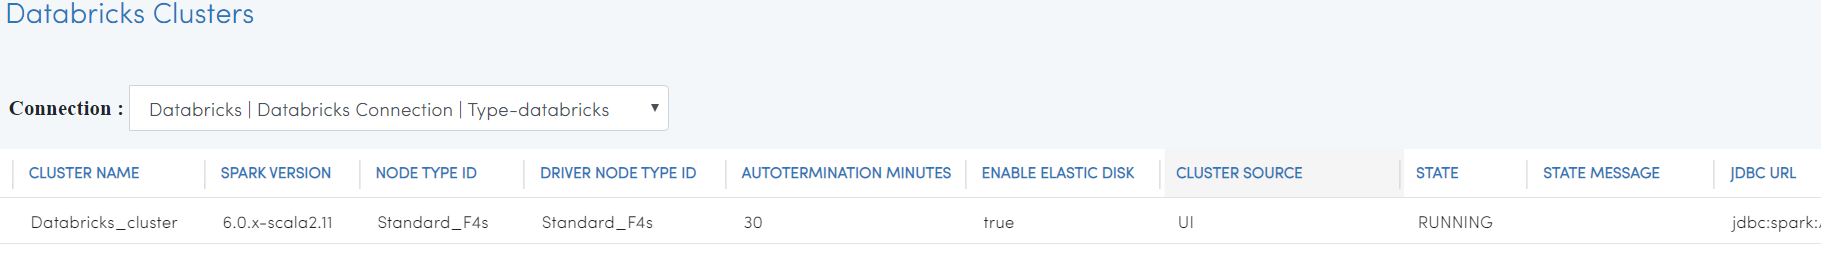 Databricks Clusters
Connection : Databricks | Databricks Connection | Type-databricks
CLUSTER NAME SPARK VERSION NODE TYPE ID DRIVER NODE TYPE ID AUTOTERMINATION MINUTES ENABLE ELASTIC DISK CLUSTER SOURCE STATE STATE MESSAGE JDBC URL
Databricks_cluster 6.0.x-scala2.11 Standard_F4s Standard_F4s 30 true UI RUNNING jdbc:spark:/